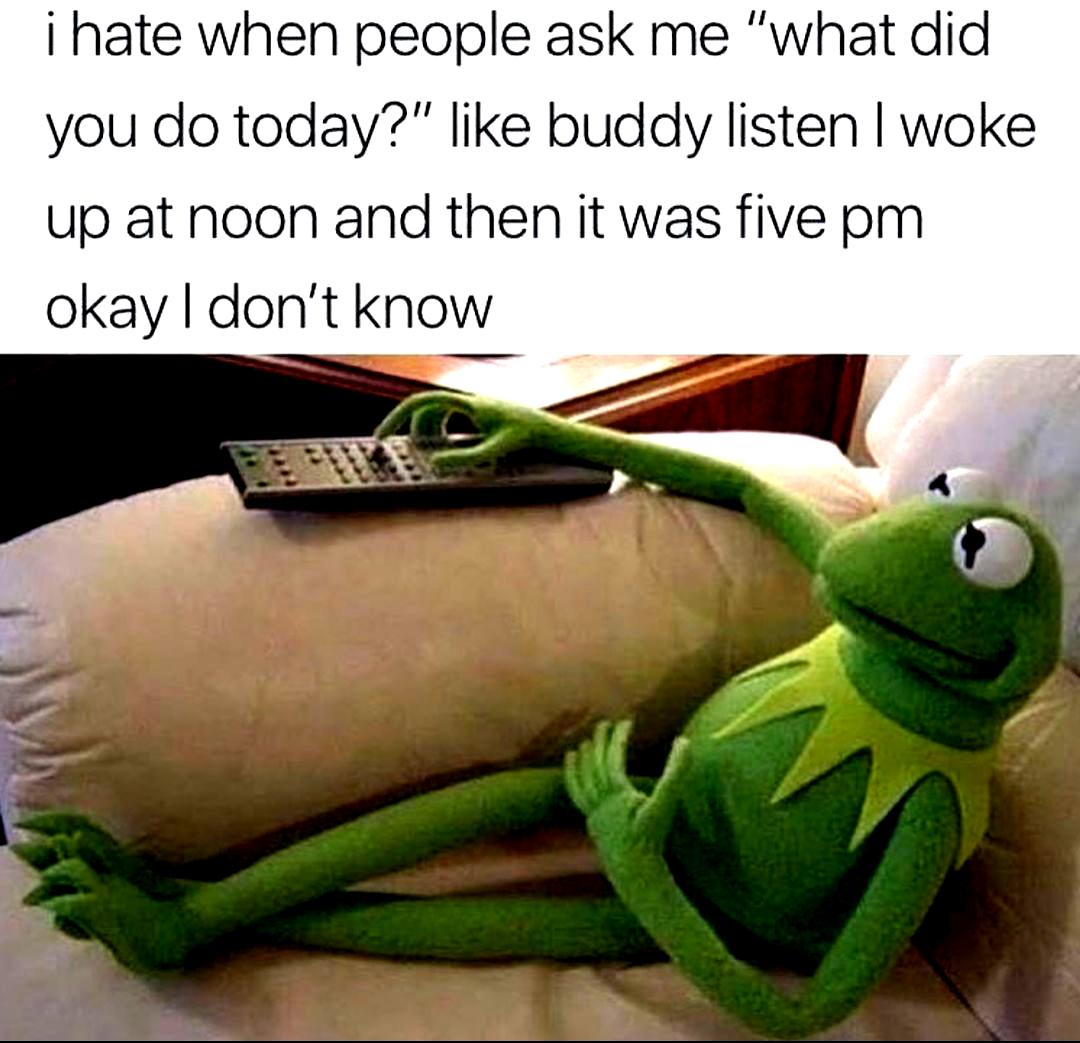 i hate when people ask me "what did
you do today?" like buddy listen I woke
up at noon and then it was five pm
okay I don't know